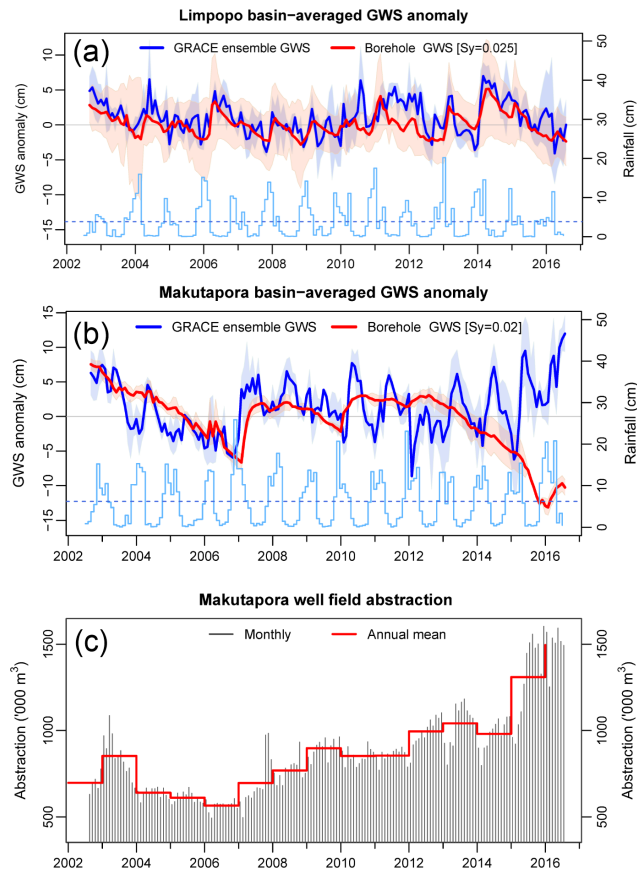 Limpopo basin−averaged GWS anomaly
(a)
GRACE ensemble GWS
Borehole GWS [Sy=0.025]
GWS anomaly (cm)
10
5
0
−5
−10
−15
Rainfall (cm)
50
40
30
20
10
0
2002 2004 2006 2008 2010 2012 2014 2016
Makutapora basin−averaged GWS anomaly
(b)
GRACE ensemble GWS
Borehole GWS [Sy=0.02]
GWS anomaly (cm)
15
10
5
0
−5
−10
−15
Rainfall (cm)
50
40
30
20
10
0
2002 2004 2006 2008 2010 2012 2014 2016
Makutapora well field abstraction
(c)
Monthly
Annual mean
Abstraction ('000 m³)
1500
1000
500
Abstraction ('000 m³)
1500
1000
500
2002 2004 2006 2008 2010 2012 2014 2016